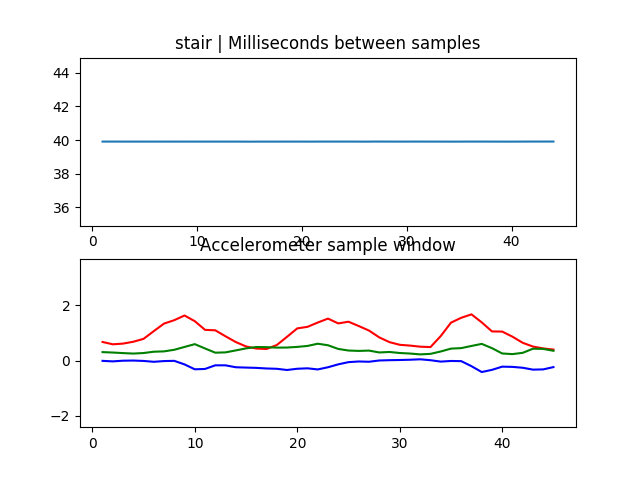 stair | Milliseconds between samples
44
42
40
38
36
0 10 20 30 40
Accelerometer sample window
2
0
−2
0 10 20 30 40